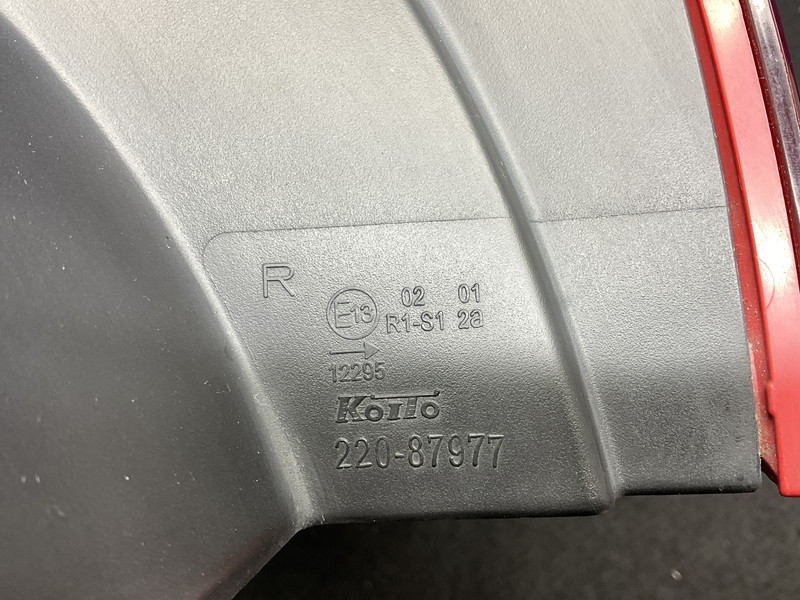 R
E13 02 01
R1-S1 2a
→
12295
KOITO
220-87977